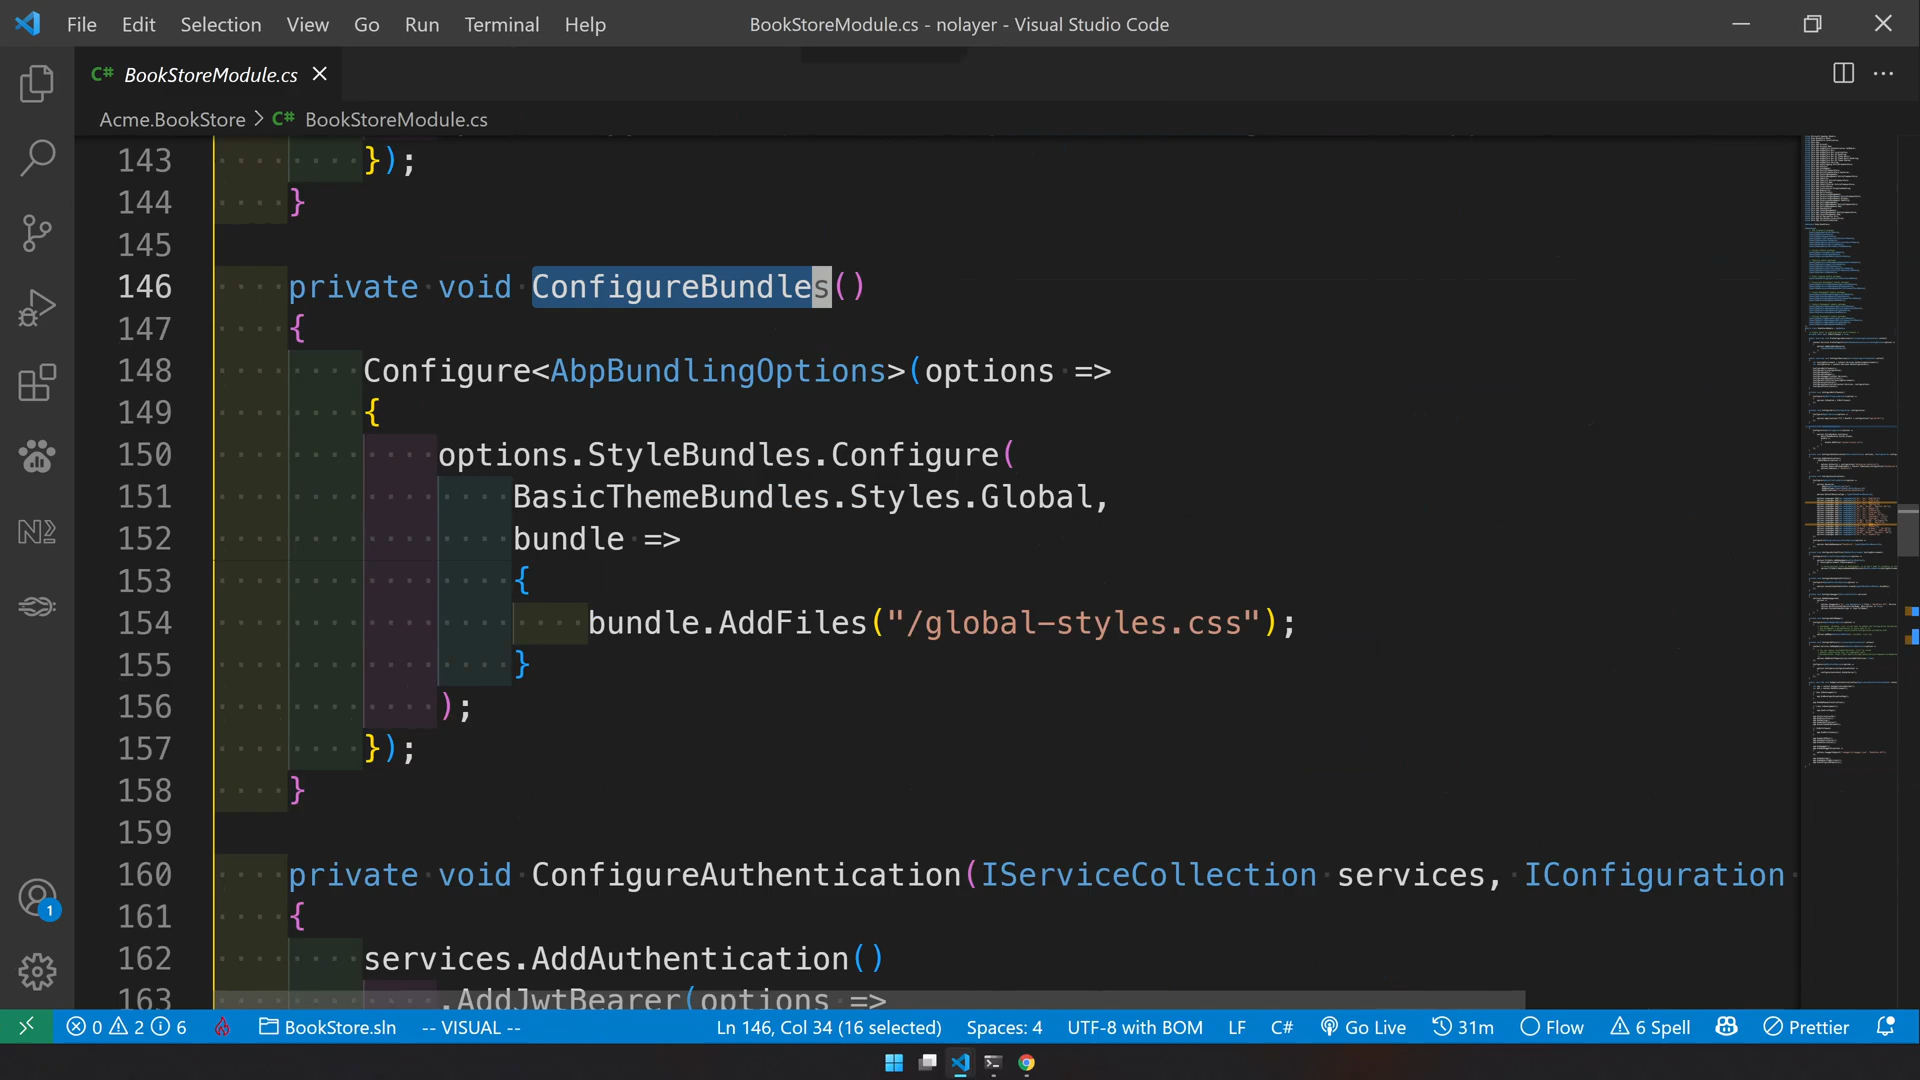 File Edit Selection View Go Run Terminal Help
BookStoreModule.cs - nolayer - Visual Studio Code
C# BookStoreModule.cs
Acme.BookStore > C# BookStoreModule.cs
143 });
144 }
145
146 private void ConfigureBundles()
147 {
148 Configure<AbpBundlingOptions>(options =>
149 {
150 options.StyleBundles.Configure(
151 BasicThemeBundles.Styles.Global,
152 bundle =>
153 {
154 bundle.AddFiles("/global-styles.css");
155 }
156 );
157 });
158 }
159
160 private void ConfigureAuthentication(IServiceCollection services, IConfiguration
161 {
162 services.AddAuthentication()
163 .AddJwtBearer(options =>
1
0 2 6 BookStore.sln -- VISUAL -- Ln 146, Col 34 (16 selected) Spaces: 4 UTF-8 with BOM LF C# Go Live 31m Flow 6 Spell Prettier